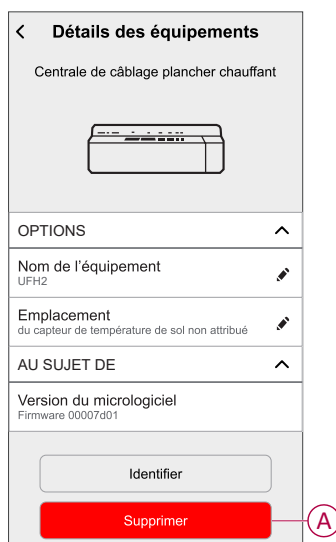 Détails des équipements
Centrale de câblage plancher chauffant
OPTIONS
Nom de l'équipement
UFH2
Emplacement
du capteur de température de sol non attribué
AU SUJET DE
Version du micrologiciel
Firmware 00007d01
Identifier
Supprimer
A